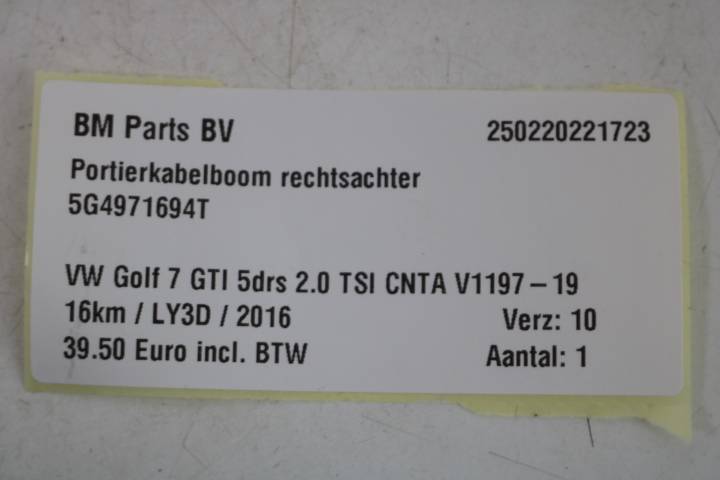 BM Parts BV 250220221723
Portierkabelboom rechtsachter
5G4971694T
VW Golf 7 GTI 5drs 2.0 TSI CNTA V1197-19
16km / LY3D / 2016 Verz: 10
39.50 Euro incl. BTW Aantal: 1